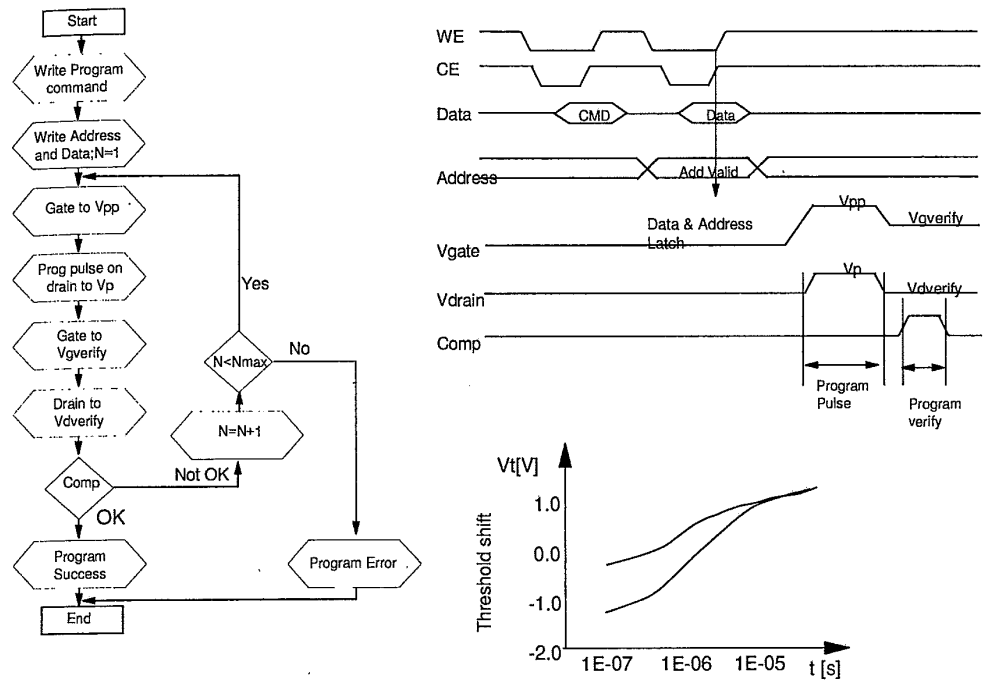 Start
Write Program
command
Write Address
and Data;N=1
Gate to Vpp
Prog pulse on
drain to Vp
Gate to
Vgverify
Drain to
Vdverify
Comp
OK
Not OK
N=N+1
N<Nmax
Yes
No
Program
Success
Program Error
End
WE
CE
Data
CMD
Data
Address
Add Valid
Data & Address
Latch
Vgate
Vpp
Vgverify
Vdrain
Vp
Vdverify
Comp
Program
Pulse
Program
verify
Vt[V]
Threshold shift
1.0
0.0
-1.0
-2.0
1E-07
1E-06
1E-05
t [s]